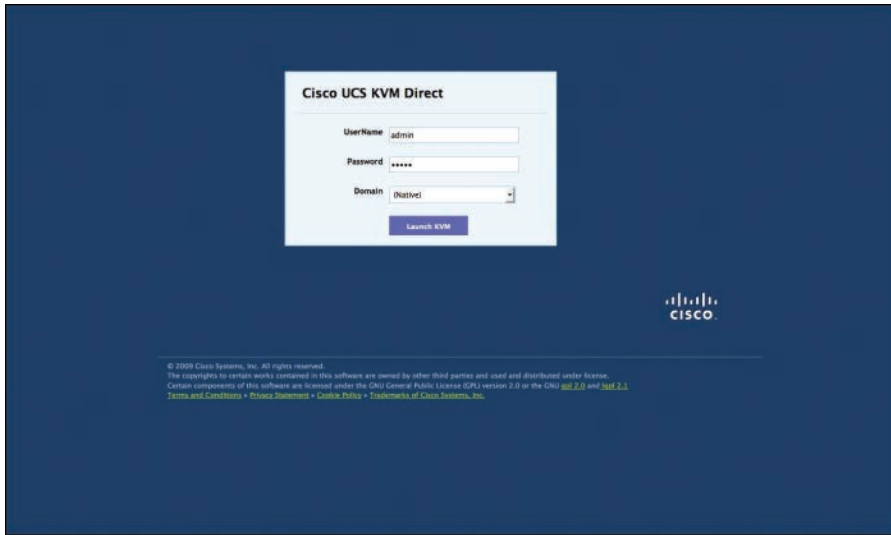 Cisco UCS KVM Direct
UserName admin
Password •••••
Domain (Native)
Launch KVM
CISCO.
© 2009 Cisco Systems, Inc. All rights reserved.
The copyrights to certain works contained in this software are owned by other third parties and used and distributed under license.
Certain components of this software are licensed under the GNU General Public License (GPL) version 2.0 or the GNU gpl 2.0 and lgpl 2.1
Terms and Conditions • Privacy Statement • Cookie Policy • Trademarks of Cisco Systems, Inc.